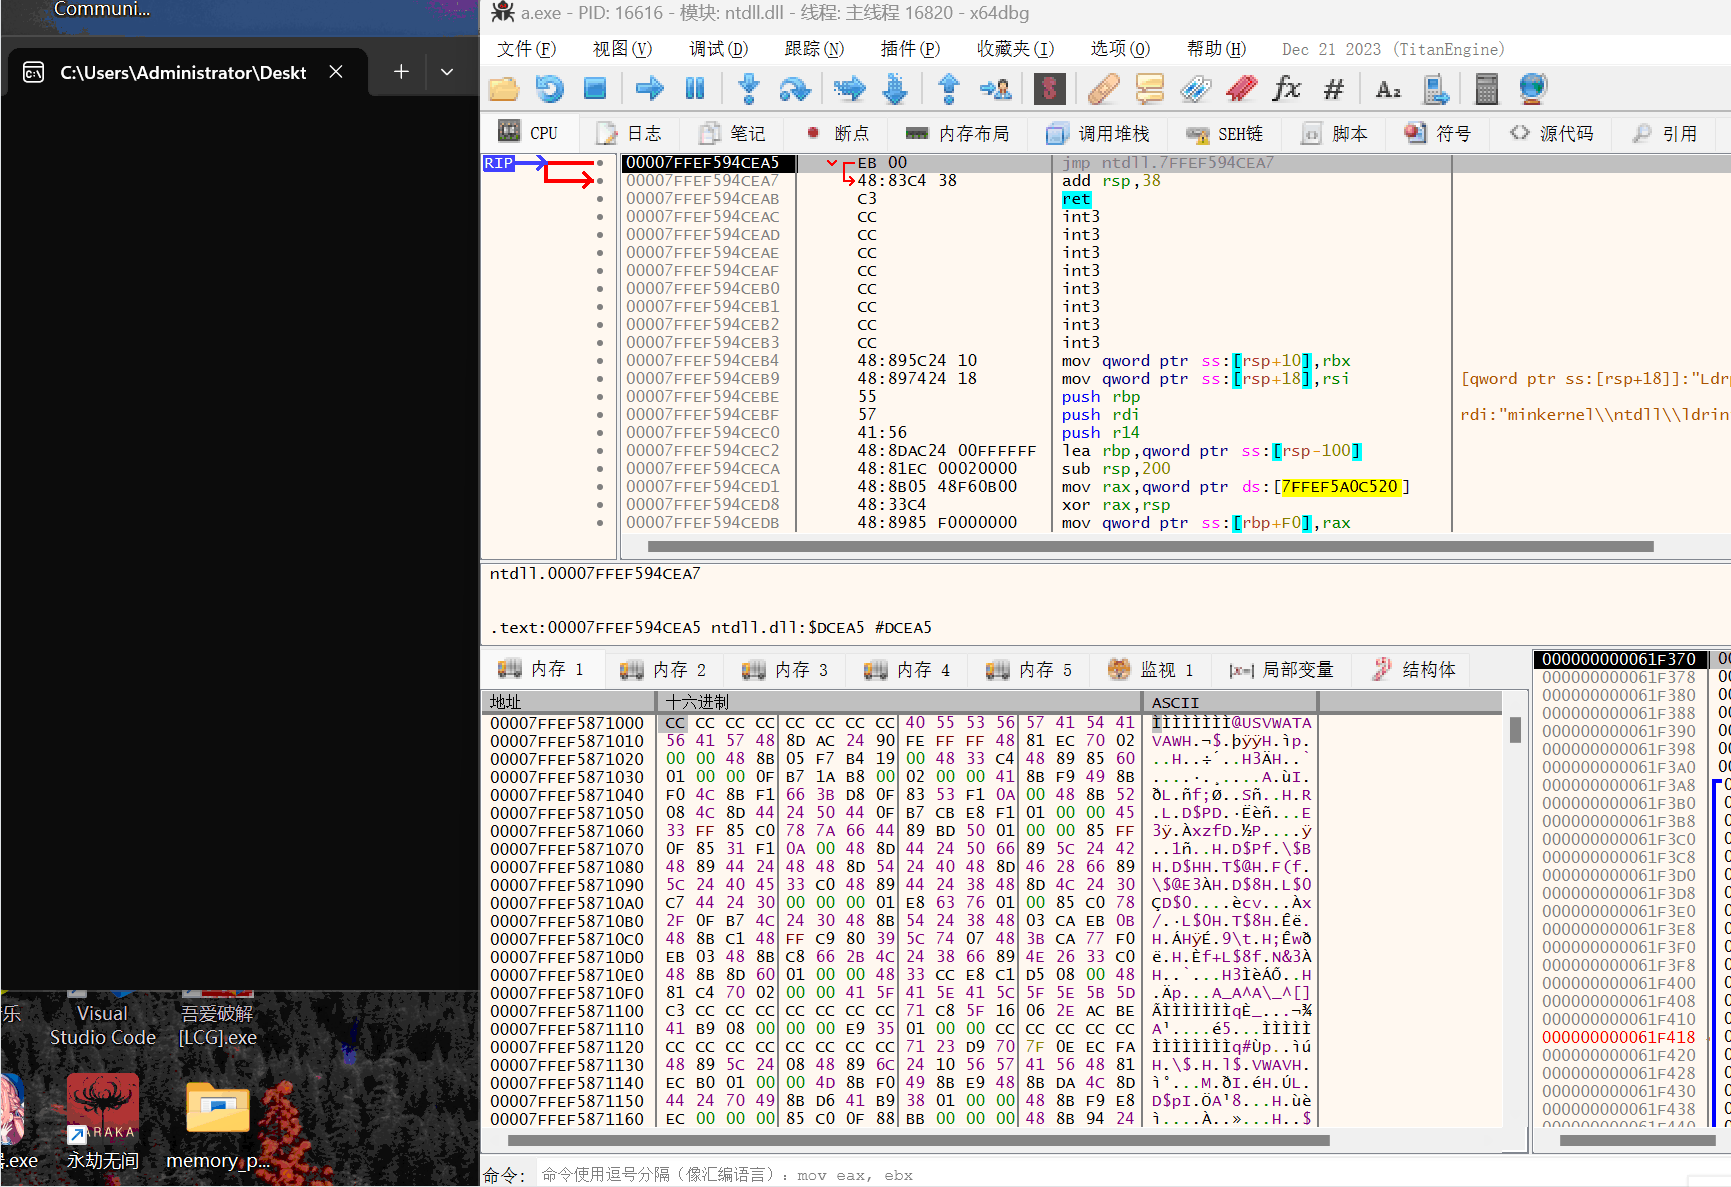 Communi...
C:\Users\Administrator\Deskt
a.exe - PID: 16616 - 模块: ntdll.dll - 线程: 主线程 16820 - x64dbg
文件(F) 视图(V) 调试(D) 跟踪(N) 插件(P) 收藏夹(I) 选项(O) 帮助(H) Dec 21 2023 (TitanEngine)
CPU 日志 笔记 断点 内存布局 调用堆栈 SEH链 脚本 符号 源代码 引用
RIP 00007FFEF594CEA5 EB 00 jmp ntdll.7FFEF594CEA7
00007FFEF594CEA7 48:83C4 38 add rsp,38
00007FFEF594CEAB C3 ret
00007FFEF594CEAC CC int3
00007FFEF594CEAD CC int3
00007FFEF594CEAE CC int3
00007FFEF594CEAF CC int3
00007FFEF594CEB0 CC int3
00007FFEF594CEB1 CC int3
00007FFEF594CEB2 CC int3
00007FFEF594CEB3 CC int3
00007FFEF594CEB4 48:895C24 10 mov qword ptr ss:[rsp+10],rbx
00007FFEF594CEB9 48:897424 18 mov qword ptr ss:[rsp+18],rsi [qword ptr ss:[rsp+18]]:"Ldr
00007FFEF594CEBE 55 push rbp
00007FFEF594CEBF 57 push rdi rdi:"minkernel\\ntdll\\ldrin
00007FFEF594CEC0 41:56 push r14
00007FFEF594CEC2 48:8DAC24 00FFFFFF lea rbp,qword ptr ss:[rsp-100]
00007FFEF594CECA 48:81EC 00020000 sub rsp,200
00007FFEF594CED1 48:8B05 48F60B00 mov rax,qword ptr ds:[7FFEF5A0C520]
00007FFEF594CED8 48:33C4 xor rax,rsp
00007FFEF594CEDB 48:8985 F0000000 mov qword ptr ss:[rbp+F0],rax
ntdll.00007FFEF594CEA7
.text:00007FFEF594CEA5 ntdll.dll:$DCEA5 #DCEA5
内存 1 内存 2 内存 3 内存 4 内存 5 监视 1 局部变量 结构体
地址 十六进制 ASCII
00007FFEF5871000 CC CC CC CC CC CC CC CC 40 55 53 56 57 41 54 41 ÌÌÌÌÌÌÌÌ@USVWATA
00007FFEF5871010 56 41 57 48 8D AC 24 90 FE FF FF 48 81 EC 70 02 VAWH.¬$.þÿÿH.ìp.
00007FFEF5871020 00 00 48 8B 05 F7 B4 19 00 48 33 C4 48 89 85 60 ..H..÷´..H3ÄH..`
00007FFEF5871030 01 00 00 0F B7 1A B8 00 02 00 00 41 8B F9 49 8B ....·.¸....A.ùI.
00007FFEF5871040 F0 4C 8B F1 66 3B D8 0F 83 53 F1 0A 00 48 8B 52 ðL.ñf;Ø..Sñ..H.R
00007FFEF5871050 08 4C 8D 44 24 50 44 0F B7 CB E8 F1 01 00 00 45 .L.D$PD.·Ëèñ...E
00007FFEF5871060 33 FF 85 C0 78 7A 66 44 89 BD 50 01 00 00 85 FF 3ÿ.ÀxzfD.½P....ÿ
00007FFEF5871070 0F 85 31 F1 0A 00 48 8D 44 24 50 66 89 5C 24 42 ..1ñ..H.D$Pf.\$B
00007FFEF5871080 48 89 44 24 48 48 8D 54 24 40 48 8D 46 28 66 89 H.D$HH.T$@H.F(f.
00007FFEF5871090 5C 24 40 45 33 C0 48 89 44 24 38 48 8D 4C 24 30 \$@E3ÀH.D$8H.L$0
00007FFEF58710A0 C7 44 24 30 00 00 00 01 E8 63 76 01 00 85 C0 78 ÇD$0....ècv...Àx
00007FFEF58710B0 2F 0F B7 4C 24 30 48 8B 54 24 38 48 03 CA EB 0B /.·L$0H.T$8H.Êë.
00007FFEF58710C0 48 8B C1 48 FF C9 80 39 5C 74 07 48 3B CA 77 F0 H.ÁHÿÉ.9\t.H;Êwð
00007FFEF58710D0 EB 03 48 8B C8 66 2B 4C 24 38 66 89 4E 26 33 C0 ë.H.Èf+L$8f.N&3À
00007FFEF58710E0 48 8B 8D 60 01 00 00 48 33 CC E8 C1 D5 08 00 48 H..`...H3ÌèÁÕ..H
00007FFEF58710F0 81 C4 70 02 00 00 41 5F 41 5E 41 5C 5F 5E 5B 5D .Äp...A_A^A\_^[]
00007FFEF5871100 C3 CC CC CC CC CC CC CC 71 C8 5F 16 06 2E AC BE ÃÌÌÌÌÌÌÌqÈ_...¬¾
00007FFEF5871110 41 B9 08 00 00 00 E9 35 01 00 00 CC CC CC CC CC A¹....é5...ÌÌÌÌÌ
00007FFEF5871120 CC CC CC CC CC CC CC CC 71 23 D9 70 7F 0E EC FA ÌÌÌÌÌÌÌÌq#Ùp..ìú
00007FFEF5871130 48 89 5C 24 08 48 89 6C 24 10 56 57 41 56 48 81 H.\$.H.l$.VWAVH.
00007FFEF5871140 EC B0 01 00 00 4D 8B F0 49 8B E9 48 8B DA 4C 8D ì°...M.ðI.éH.ÚL.
00007FFEF5871150 44 24 70 49 8B D6 41 B9 38 01 00 00 48 8B F9 E8 D$pI.ÖA¹8...H.ùè
00007FFEF5871160 EC 00 00 00 85 C0 0F 88 BB 00 00 00 48 8B 94 24 ì....À..»...H..$
000000000061F370
000000000061F378
000000000061F380
000000000061F388
000000000061F390
000000000061F398
000000000061F3A0
000000000061F3A8
000000000061F3B0
000000000061F3B8
000000000061F3C0
000000000061F3C8
000000000061F3D0
000000000061F3D8
000000000061F3E0
000000000061F3E8
000000000061F3F0
000000000061F3F8
000000000061F400
000000000061F408
000000000061F410
000000000061F418
000000000061F420
000000000061F428
000000000061F430
000000000061F438
命令: 命令使用逗号分隔（像汇编语言）: mov eax, ebx
乐
Visual
Studio Code
吾爱破解
[LCG].exe
ARAKA
.exe
永劫无间
memory_p...